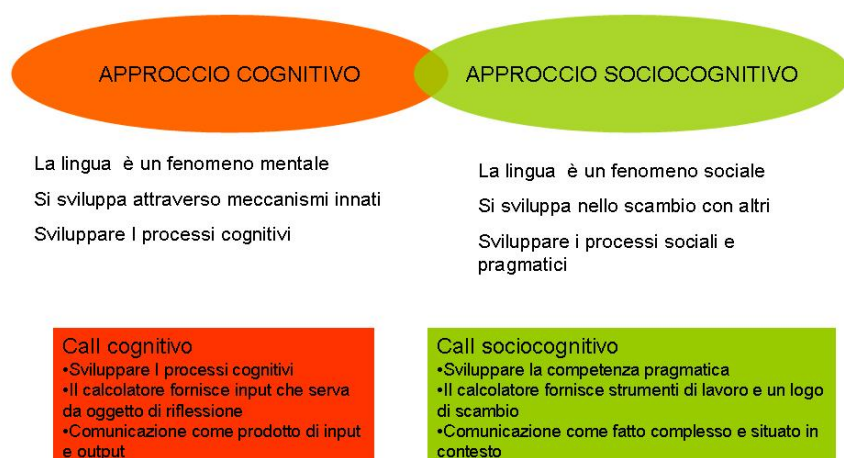 APPROCCIO COGNITIVO
APPROCCIO SOCIOCOGNITIVO
La lingua è un fenomeno mentale
Si sviluppa attraverso meccanismi innati
Sviluppare I processi cognitivi
La lingua è un fenomeno sociale
Si sviluppa nello scambio con altri
Sviluppare i processi sociali e
pragmatici
Call cognitivo
•Sviluppare I processi cognitivi
•Il calcolatore fornisce input che serva
da oggetto di riflessione
•Comunicazione come prodotto di input
e output
Call sociocognitivo
•Sviluppare la competenza pragmatica
•Il calcolatore fornisce strumenti di lavoro e un logo
di scambio
•Comunicazione come fatto complesso e situato in
contesto